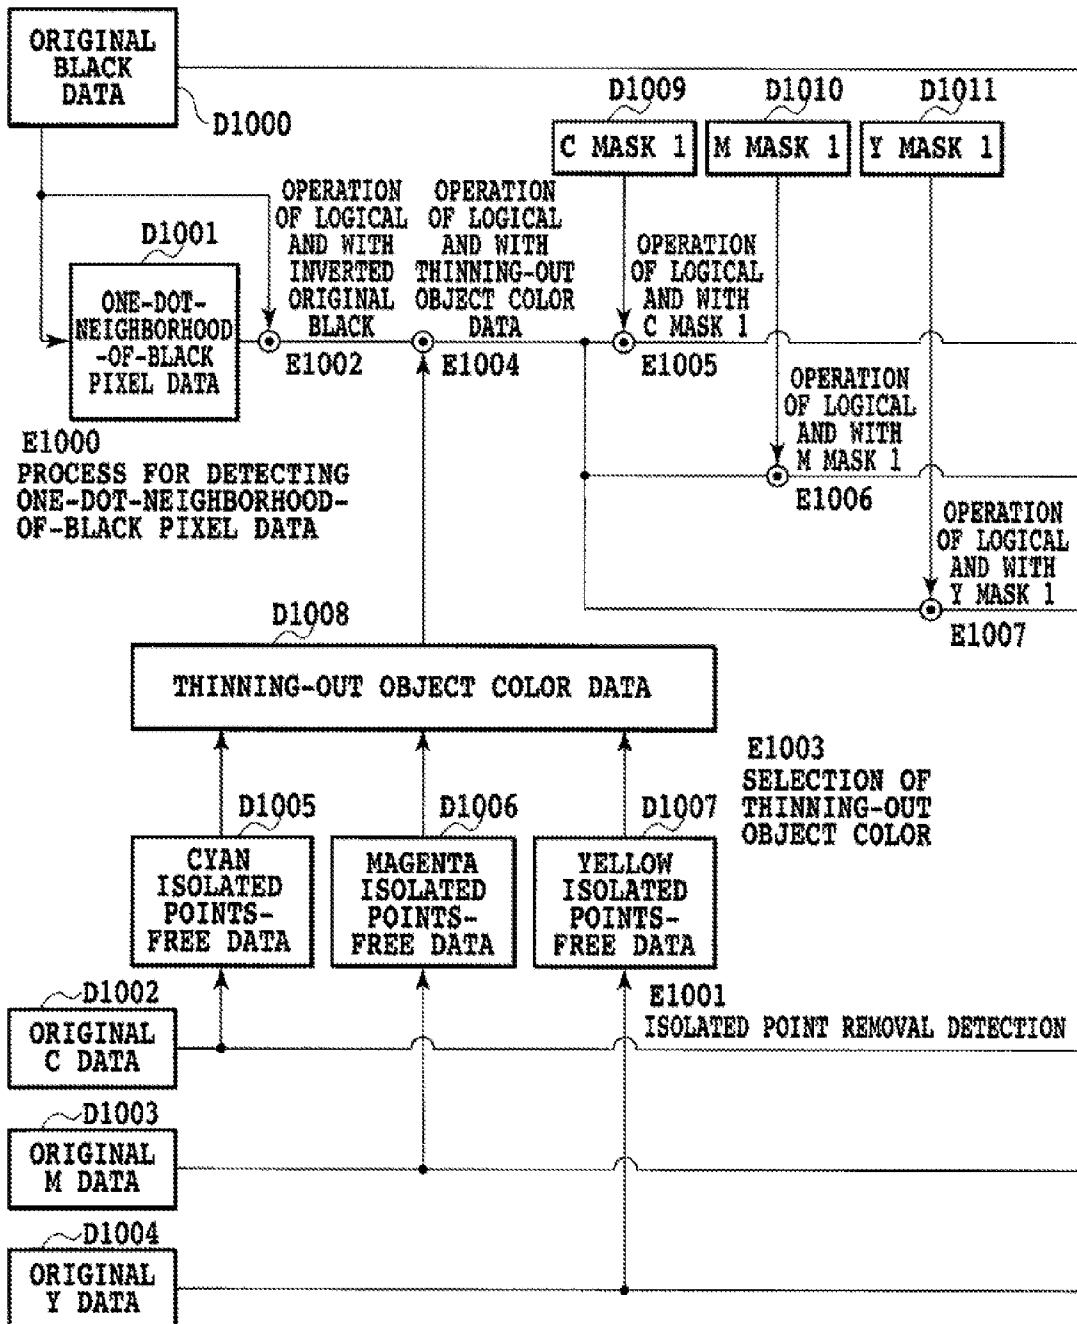 ORIGINAL
BLACK
DATA
D1000
D1009
D1010
D1011
C MASK 1
M MASK 1
Y MASK 1
D1001
ONE-DOT-
NEIGHBORHOOD
-OF-BLACK
PIXEL DATA
OPERATION
OF LOGICAL
AND WITH
INVERTED
ORIGINAL
BLACK
E1002
OPERATION
OF LOGICAL
AND WITH
THINNING-OUT
OBJECT COLOR
DATA
E1004
OPERATION
OF LOGICAL
AND WITH
C MASK 1
E1005
OPERATION
OF LOGICAL
AND WITH
M MASK 1
E1006
OPERATION
OF LOGICAL
AND WITH
Y MASK 1
E1007
E1000
PROCESS FOR DETECTING
ONE-DOT-NEIGHBORHOOD-
OF-BLACK PIXEL DATA
D1008
THINNING-OUT OBJECT COLOR DATA
E1003
SELECTION OF
THINNING-OUT
OBJECT COLOR
D1005
CYAN
ISOLATED
POINTS-
FREE DATA
D1006
MAGENTA
ISOLATED
POINTS-
FREE DATA
D1007
YELLOW
ISOLATED
POINTS-
FREE DATA
E1001
ISOLATED POINT REMOVAL DETECTION
D1002
ORIGINAL
C DATA
D1003
ORIGINAL
M DATA
D1004
ORIGINAL
Y DATA